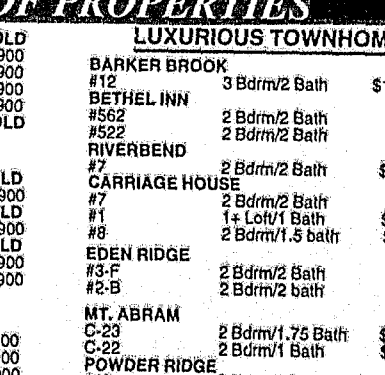 OF PROPERTIES
OLD
900
900
900
900
OLD
LD
900
LD
900
LD
900
900
00
00
00
LUXURIOUS TOWNHOM
BARKER BROOK
#12 3 Bdrm/2 Bath $1
BETHEL INN
#562 2 Bdrm/2 Bath
#522 2 Bdrm/2 Bath
RIVERBEND
#7 2 Bdrm/2 Bath $
CARRIAGE HOUSE
#7 2 Bdrm/2 Bath
#1 1+ Loft/1 Bath $
#8 2 Bdrm/1.5 bath $
EDEN RIDGE
#3-F 2 Bdrm/2 Bath
#2-B 2 Bdrm/2 bath
MT. ABRAM
C-23 2 Bdrm/1.75 Bath $
C-22 2 Bdrm/1 Bath $
POWDER RIDGE